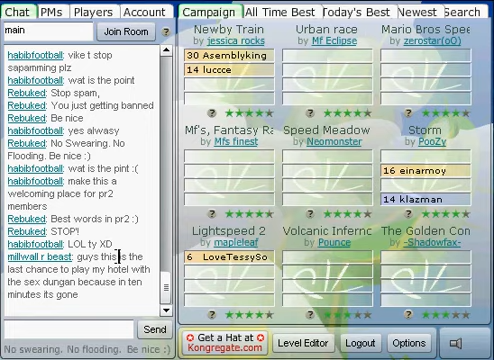 Chat PMs Players Account
main Join Room ?
habibfootball: vike t stop
sapamming plz
habibfootball: wat is the point
Rebuked: Stop spam,
Rebuked: You just getting banned
Rebuked: Be nice
habibfootball: yes alwasy
Rebuked: No Swearing. No
Flooding. Be nice :)
habibfootball: wat is the pint :(
habibfootball: make this a
welcoming place for pr2
members
Rebuked: Best words in pr2 :)
Rebuked: STOP!
habibfootball: LOL ty XD
millwall r beast: guys this is the
last chance to play my hotel with
the sex dungan because in ten
minutes its gone
Send
No swearing. No flooding. Be nice :)
Campaign All Time Best Today's Best Newest Search
Newby Train Urban race Mario Bros Spee
by jessica rocks by Mf Eclipse by zerostar(oO)
30 Asemblyking
14 luccce
? ? ?
Mf's, Fantasy Ra Speed Meadow Storm
by Mfs finest by Neomonster by PooZy
16 einarmoy
14 klazman
? ? ?
Lightspeed 2 Volcanic Infernc The Golden Con
by mapleleaf by Pounce by -Shadowfax-
6 LoveTessySo
? ? ?
Get a Hat at
Kongregate.com
Level Editor Logout Options